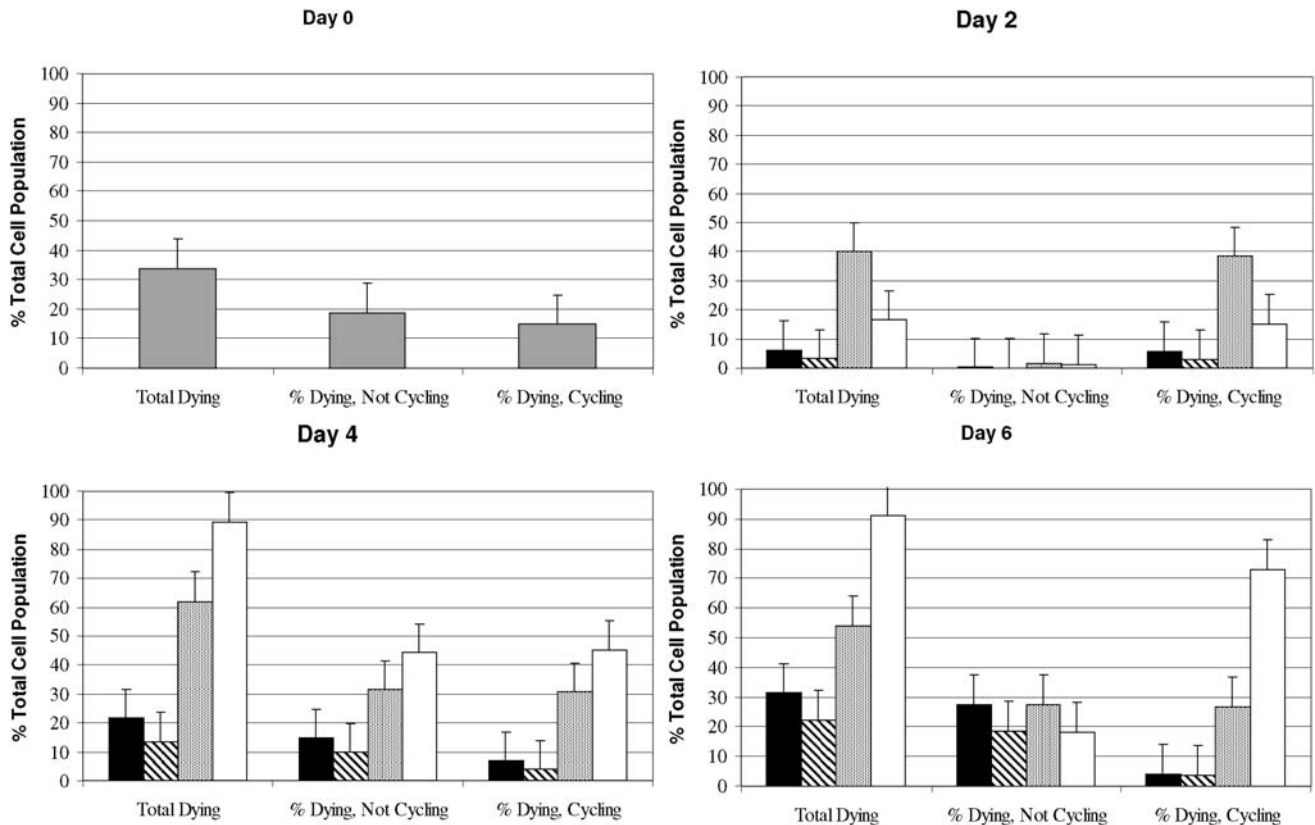 Day 0
% Total Cell Population
100
90
80
70
60
50
40
30
20
10
0
Total Dying
% Dying, Not Cycling
% Dying, Cycling
Day 2
% Total Cell Population
100
90
80
70
60
50
40
30
20
10
0
Total Dying
% Dying, Not Cycling
% Dying, Cycling
Day 4
% Total Cell Population
100
90
80
70
60
50
40
30
20
10
0
Total Dying
% Dying, Not Cycling
% Dying, Cycling
Day 6
% Total Cell Population
100
90
80
70
60
50
40
30
20
10
0
Total Dying
% Dying, Not Cycling
% Dying, Cycling